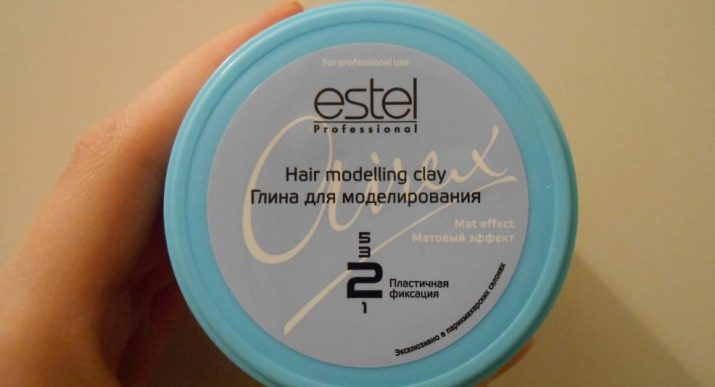 For professional use
estel
Professional
Airex
Hair modelling clay
Глина для моделирования
Mat effect
Матовый эффект
5
3
2
1
Пластичная
фиксация
Эксклюзивно в парикмахерских салонах